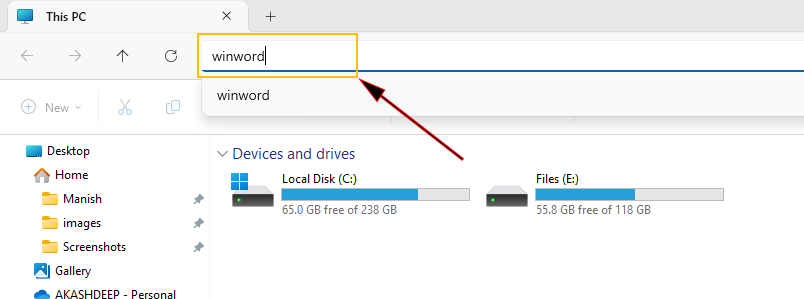 This PC
winword
winword
New
Desktop
Home
Manish
images
Screenshots
Gallery
AKASHDEEP - Personal
Devices and drives
Local Disk (C:)
65.0 GB free of 238 GB
Files (E:)
55.8 GB free of 118 GB